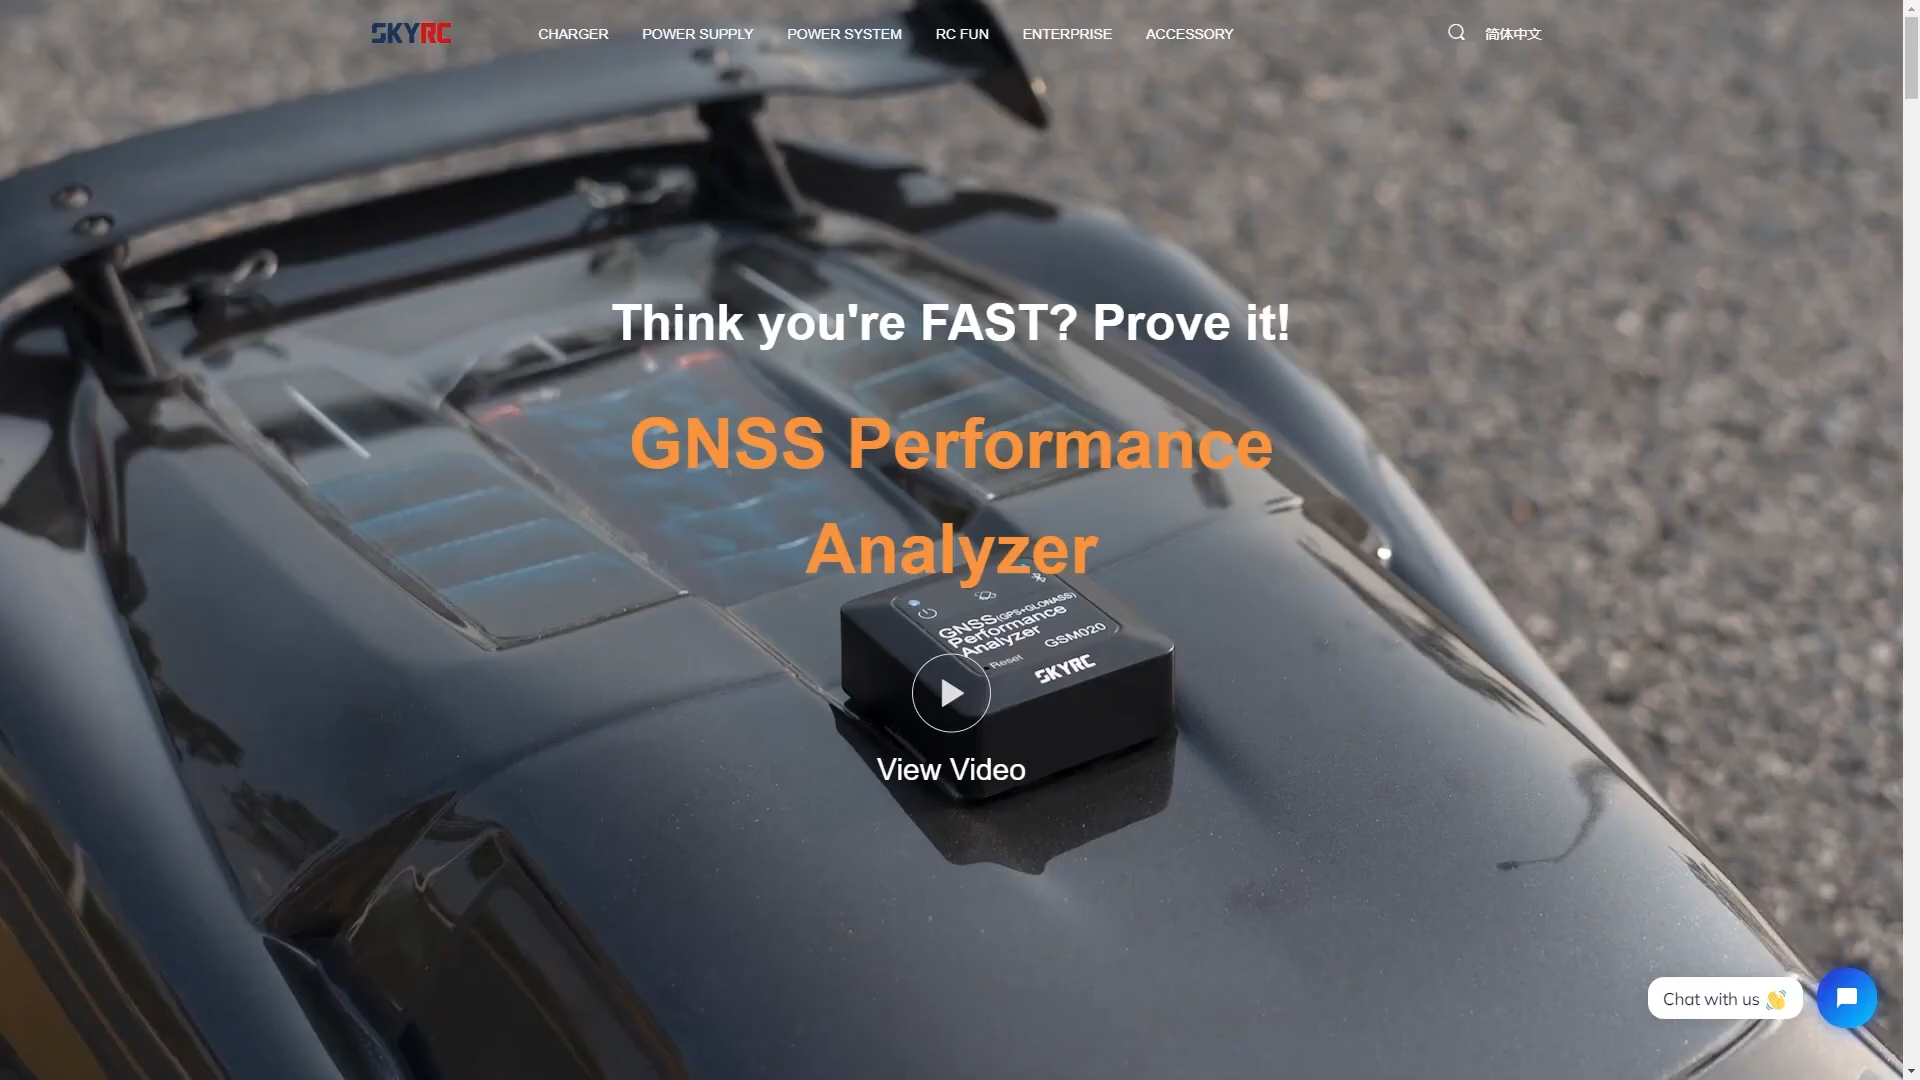 SKYRC
CHARGER
POWER SUPPLY
POWER SYSTEM
RC FUN
ENTERPRISE
ACCESSORY
简体中文
Think you're FAST? Prove it!
GNSS Performance
Analyzer
GNSS(GPS+GLONASS)
Performance
Analyzer
GSM020
Reset
SKYRC
View Video
Chat with us 👋